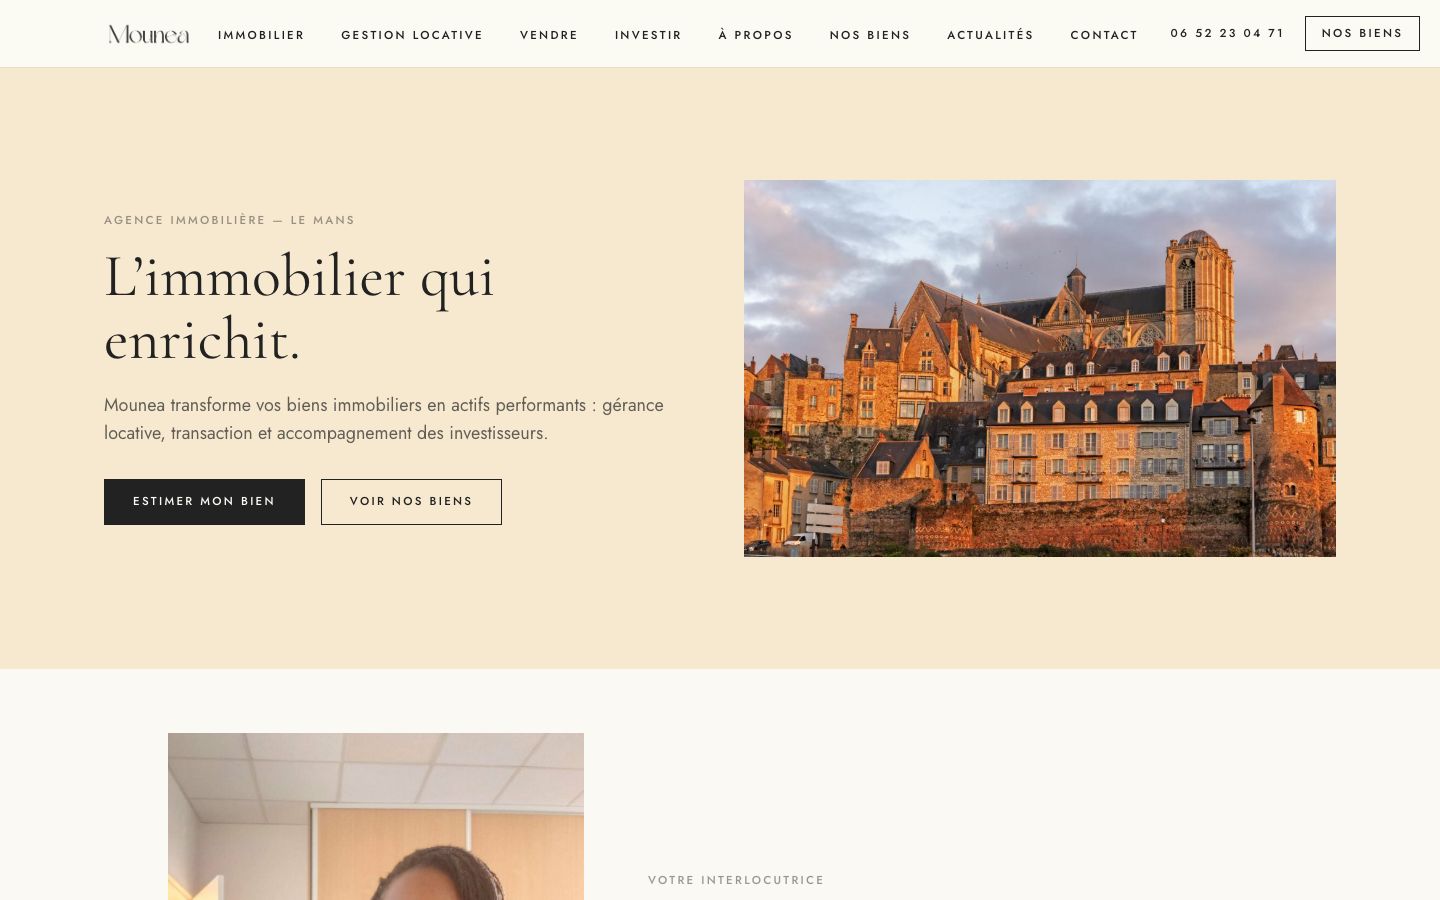 Mounea
IMMOBILIER
GESTION LOCATIVE
VENDRE
INVESTIR
À PROPOS
NOS BIENS
ACTUALITÉS
CONTACT
06 52 23 04 71
NOS BIENS
AGENCE IMMOBILIÈRE — LE MANS
L’immobilier qui
enrichit.
Mounea transforme vos biens immobiliers en actifs performants : gérance
locative, transaction et accompagnement des investisseurs.
ESTIMER MON BIEN
VOIR NOS BIENS
VOTRE INTERLOCUTRICE